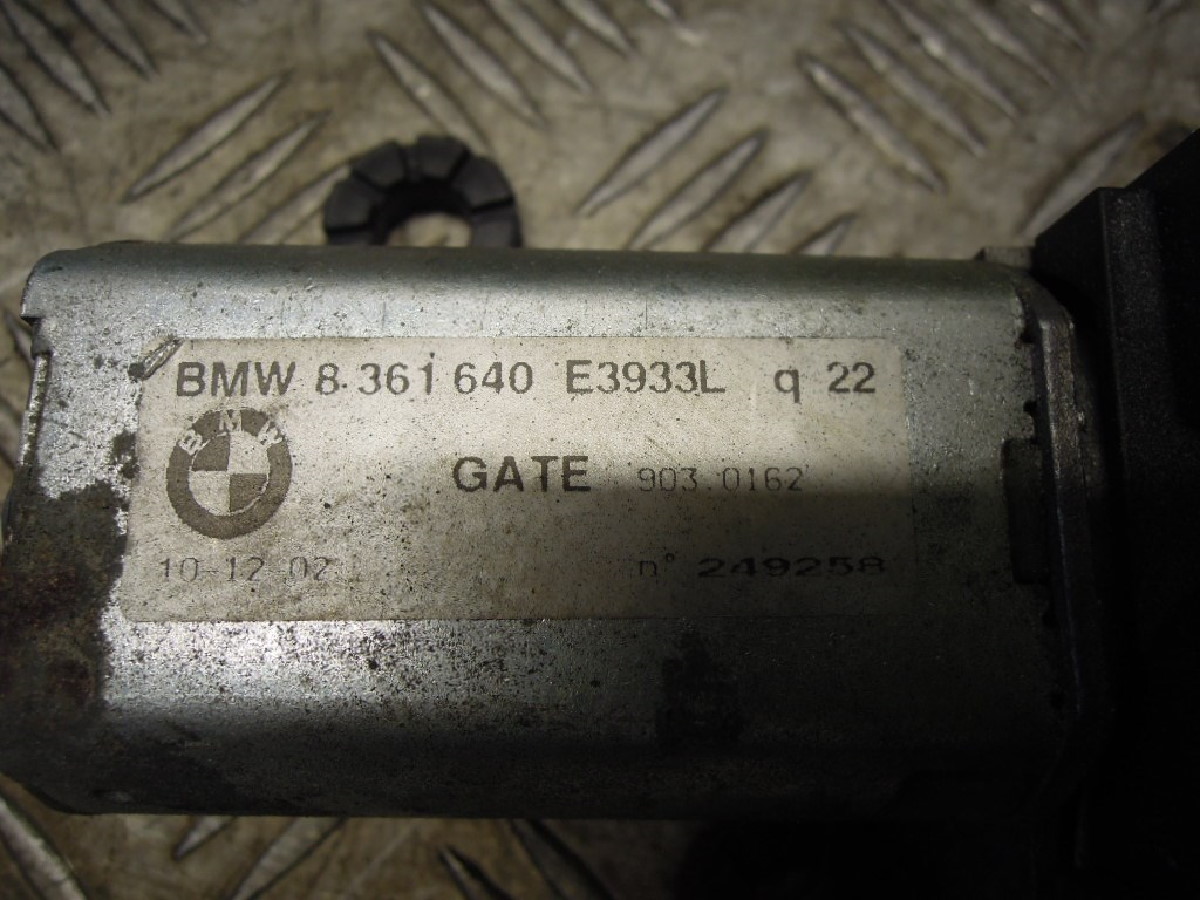 BMW 8.361 640 E3933L q 22
BMW
GATE 903.0162
10-12-02
n° 249258